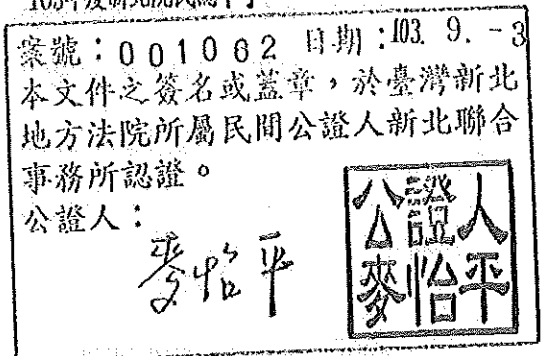 案號：001062 日期：103. 9. -3
本文件之簽名或蓋章，於臺灣新北
地方法院所屬民間公證人新北聯合
事務所認證。
公證人：
麥怡平
公證人
麥怡平